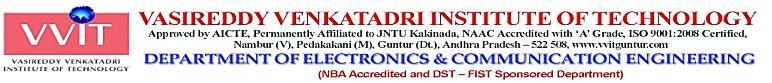 VVIT
VASIREDDY VENKATADRI
INSTITUTE OF TECHNOLOGY
VASIREDDY VENKATADRI INSTITUTE OF TECHNOLOGY
Approved by AICTE, Permanently Affiliated to JNTU Kakinada, NAAC Accredited with ‘A’ Grade, ISO 9001:2008 Certified,
Nambur (V), Pedakakani (M), Guntur (Dt.), Andhra Pradesh – 522 508, www.vvitguntur.com
DEPARTMENT OF ELECTRONICS & COMMUNICATION ENGINEERING
(NBA Accredited and DST – FIST Sponsored Department)